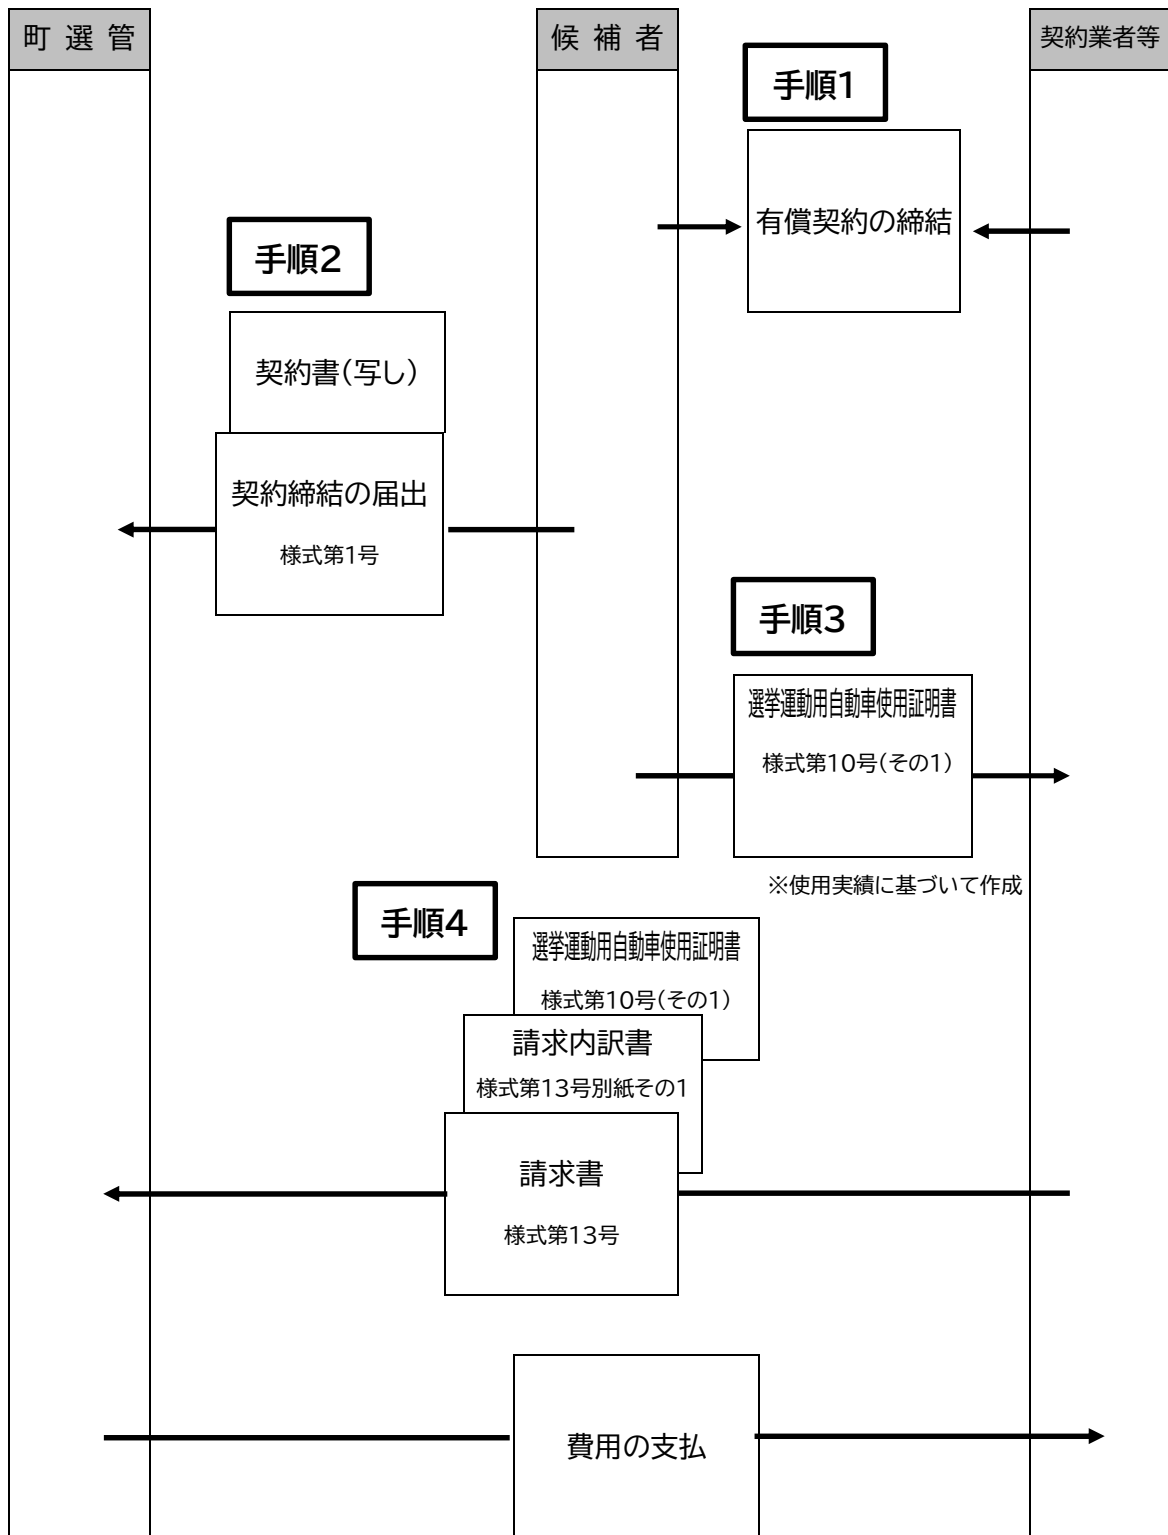 町選管
候補者
契約業者等
手順1
有償契約の締結
手順2
契約書(写し)
契約締結の届出
様式第1号
手順3
選挙運動用自動車使用証明書
様式第10号(その1)
※使用実績に基づいて作成
手順4
選挙運動用自動車使用証明書
様式第10号(その1)
請求内訳書
様式第13号別紙その1
請求書
様式第13号
費用の支払